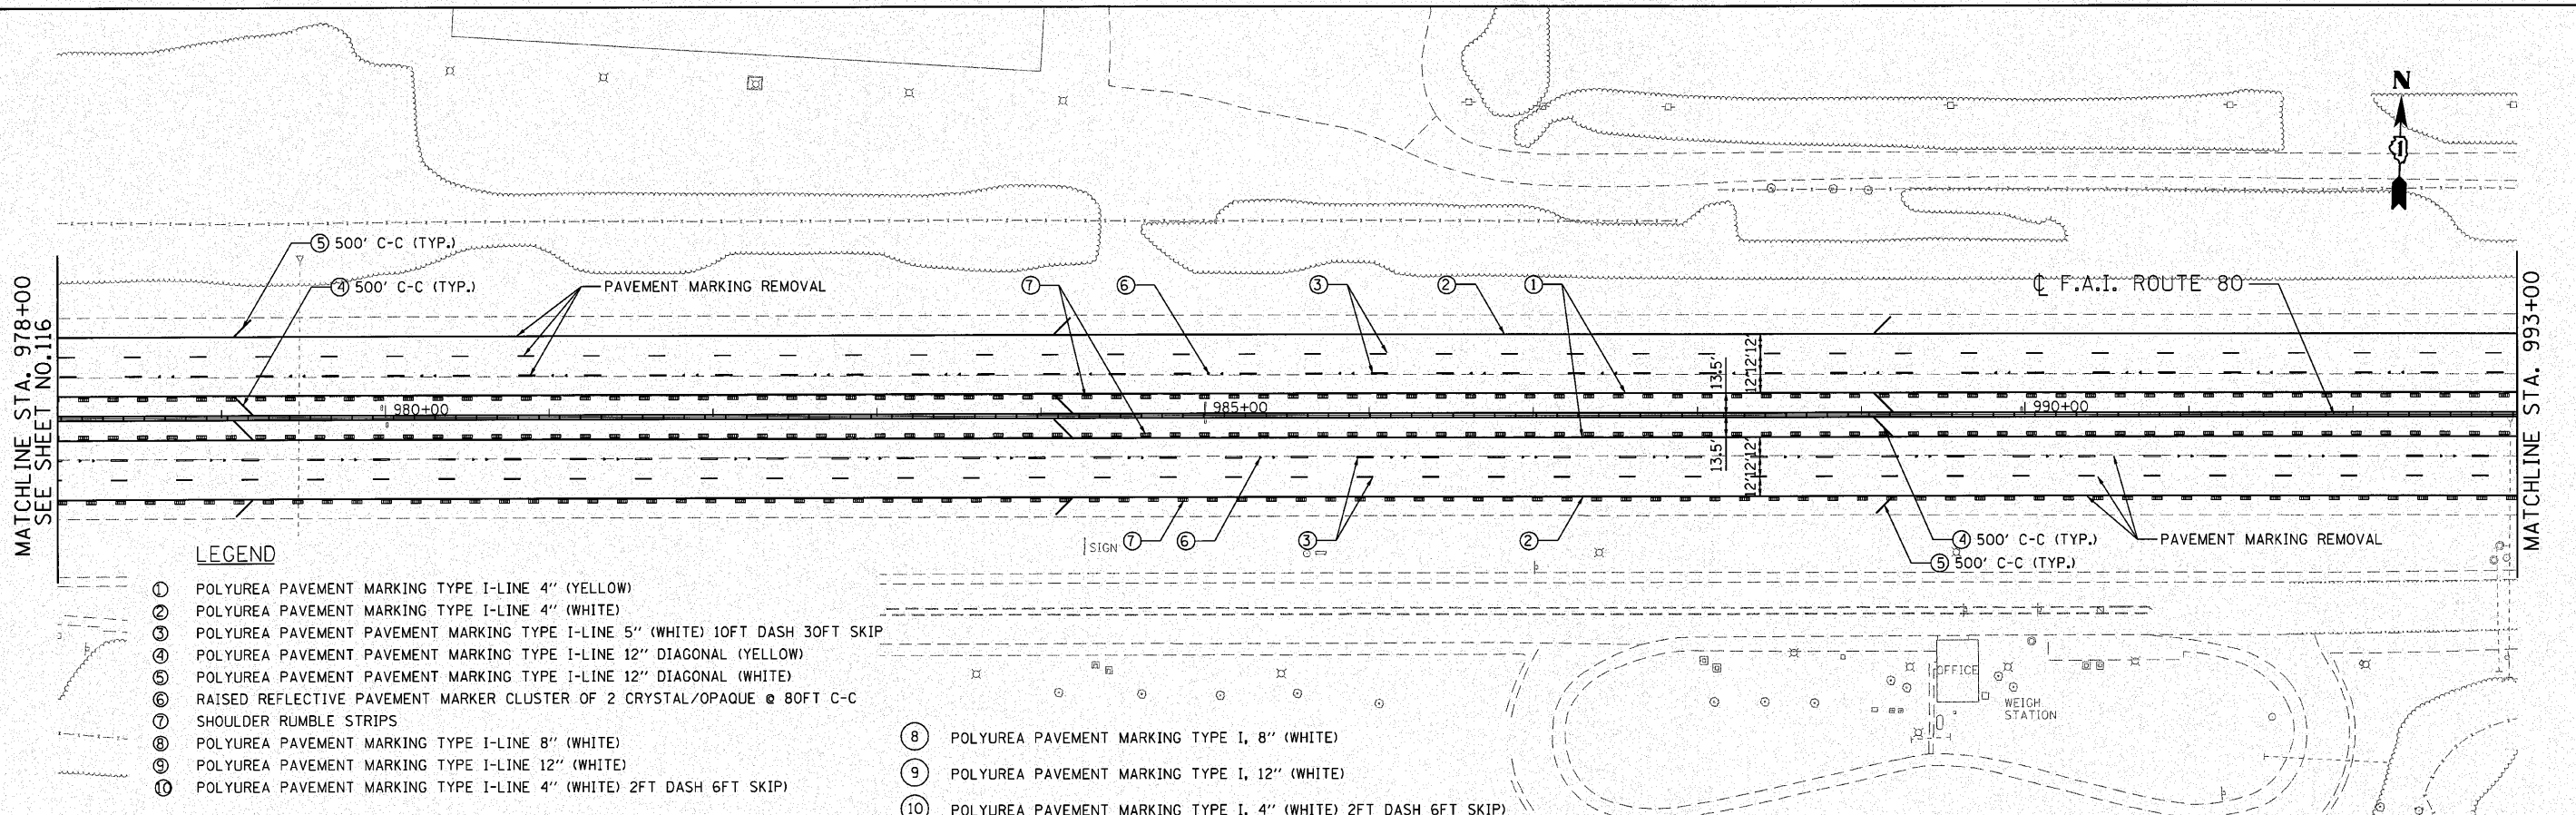 N
⑤ 500' C-C (TYP.)
④ 500' C-C (TYP.)
PAVEMENT MARKING REMOVAL
⑦
⑥
③
②
①
℄ F.A.I. ROUTE 80
MATCHLINE STA. 978+00
SEE SHEET NO.116
MATCHLINE STA. 993+00
12'12'12'
13.5'
980+00
985+00
990+00
13.5'
12'12'12'
SIGN
⑦
⑥
③
②
④ 500' C-C (TYP.)
PAVEMENT MARKING REMOVAL
⑤ 500' C-C (TYP.)
LEGEND
① POLYUREA PAVEMENT MARKING TYPE I-LINE 4" (YELLOW)
② POLYUREA PAVEMENT MARKING TYPE I-LINE 4" (WHITE)
③ POLYUREA PAVEMENT PAVEMENT MARKING TYPE I-LINE 5" (WHITE) 10FT DASH 30FT SKIP
④ POLYUREA PAVEMENT PAVEMENT MARKING TYPE I-LINE 12" DIAGONAL (YELLOW)
⑤ POLYUREA PAVEMENT PAVEMENT MARKING TYPE I-LINE 12" DIAGONAL (WHITE)
⑥ RAISED REFLECTIVE PAVEMENT MARKER CLUSTER OF 2 CRYSTAL/OPAQUE @ 80FT C-C
⑦ SHOULDER RUMBLE STRIPS
⑧ POLYUREA PAVEMENT MARKING TYPE I-LINE 8" (WHITE)
⑨ POLYUREA PAVEMENT MARKING TYPE I-LINE 12" (WHITE)
⑩ POLYUREA PAVEMENT MARKING TYPE I-LINE 4" (WHITE) 2FT DASH 6FT SKIP)
⑧ POLYUREA PAVEMENT MARKING TYPE I, 8" (WHITE)
⑨ POLYUREA PAVEMENT MARKING TYPE I, 12" (WHITE)
⑩ POLYUREA PAVEMENT MARKING TYPE I, 4" (WHITE) 2FT DASH 6FT SKIP)
OFFICE
WEIGH
STATION